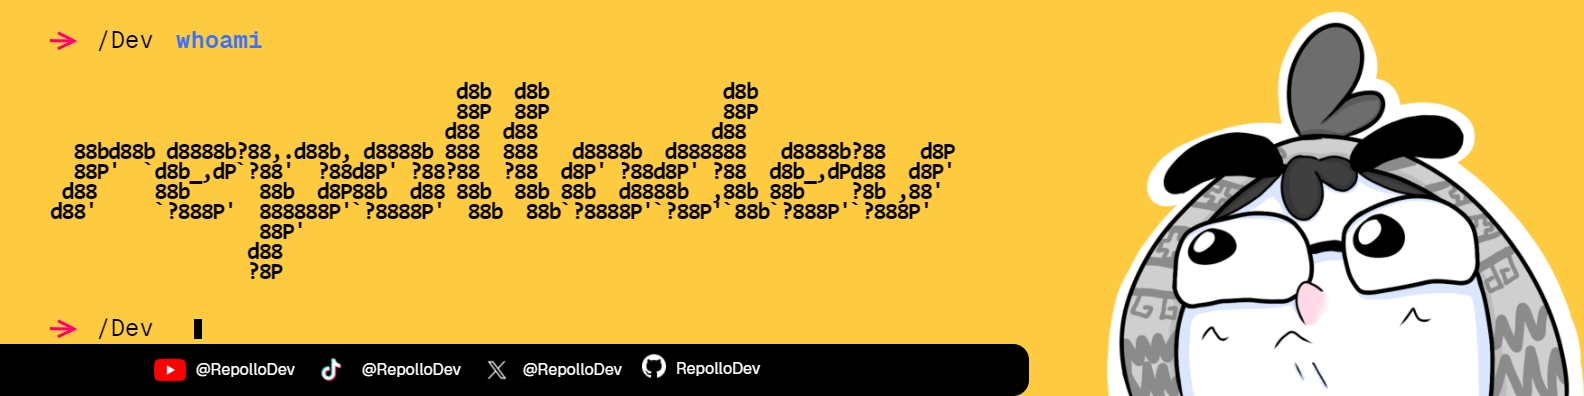 → /Dev whoami
                                   d8b  d8b               d8b
                                   88P  88P               88P
                                  d88  d88               d88
  88bd88b d8888b?88,.d88b, d8888b 888  888   d8888b  d888888   d8888b?88   d8P
  88P'  `d8b_,dP`?88'  ?88d8P' ?88?88  ?88  d8P' ?88d8P' ?88  d8b_,dPd88  d8P'
 d88     88b      88b  d8P88b  d88 88b  88b 88b  d8888b  ,88b 88b    ?8b ,88'
d88'     `?888P'  888888P'`?8888P'  88b  88b`?8888P'`?88P'`88b`?888P'`?888P'
                  88P'
                 d88
                 ?8P
→ /Dev
@RepolloDev @RepolloDev @RepolloDev RepolloDev